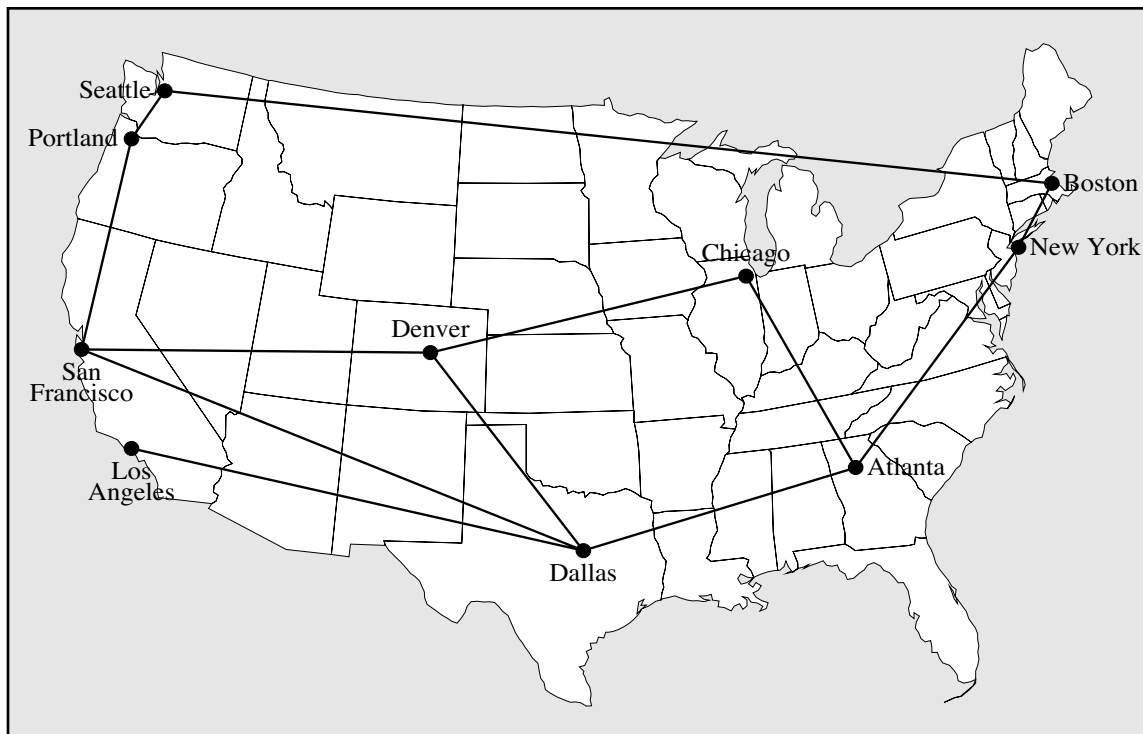 Seattle
Portland
Boston
New York
Chicago
Denver
San
Francisco
Los
Angeles
Atlanta
Dallas